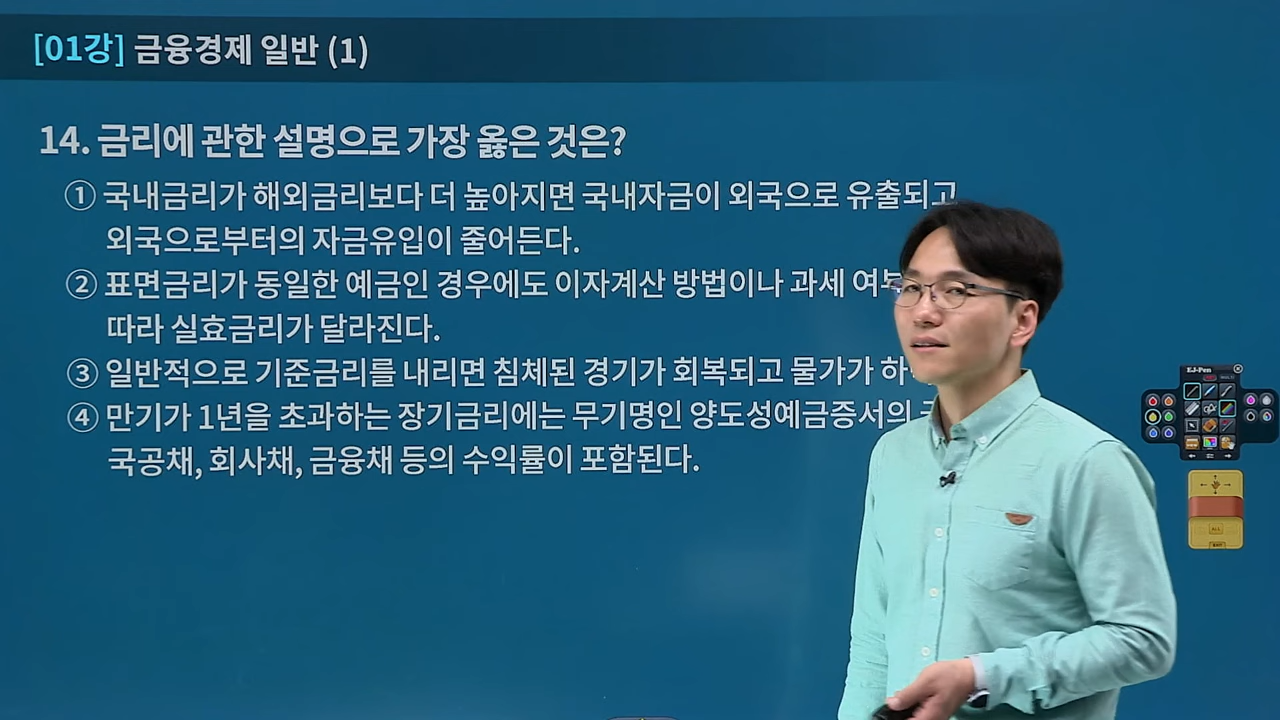 [01강] 금융경제 일반 (1)
14. 금리에 관한 설명으로 가장 옳은 것은?
① 국내금리가 해외금리보다 더 높아지면 국내자금이 외국으로 유출되고
외국으로부터의 자금유입이 줄어든다.
② 표면금리가 동일한 예금인 경우에도 이자계산 방법이나 과세
따라 실효금리가 달라진다.
③ 일반적으로 기준금리를 내리면 침체된 경기가 회복되고 물가가
④ 만기가 1년을 초과하는 장기금리에는 무기명인 양도성예금증서의
국공채, 회사채, 금융채 등의 수익률이 포함된다.
EJ-Pen